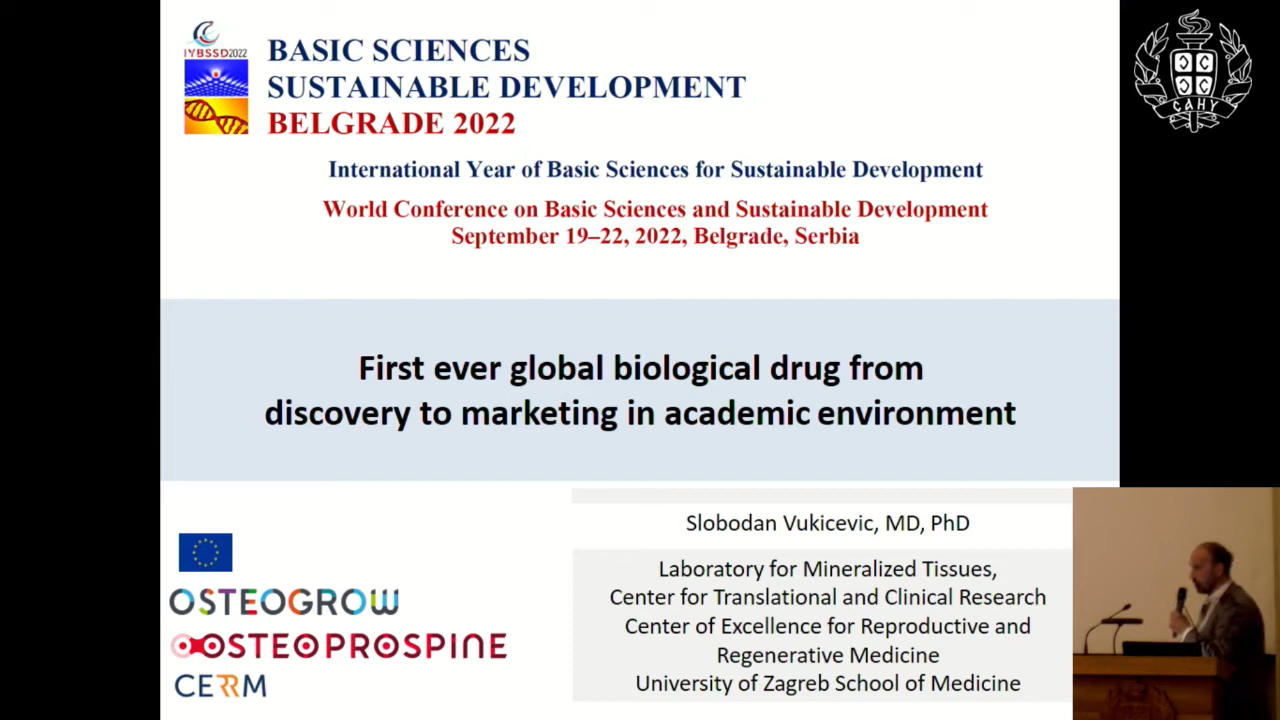 IYBSSD2022
BASIC SCIENCES
SUSTAINABLE DEVELOPMENT
BELGRADE 2022
International Year of Basic Sciences for Sustainable Development
World Conference on Basic Sciences and Sustainable Development
September 19–22, 2022, Belgrade, Serbia
САНУ
First ever global biological drug from
discovery to marketing in academic environment
Slobodan Vukicevic, MD, PhD
Laboratory for Mineralized Tissues,
Center for Translational and Clinical Research
Center of Excellence for Reproductive and
Regenerative Medicine
University of Zagreb School of Medicine
OSTEOGROW
OSTEOPROSPINE
CERRM